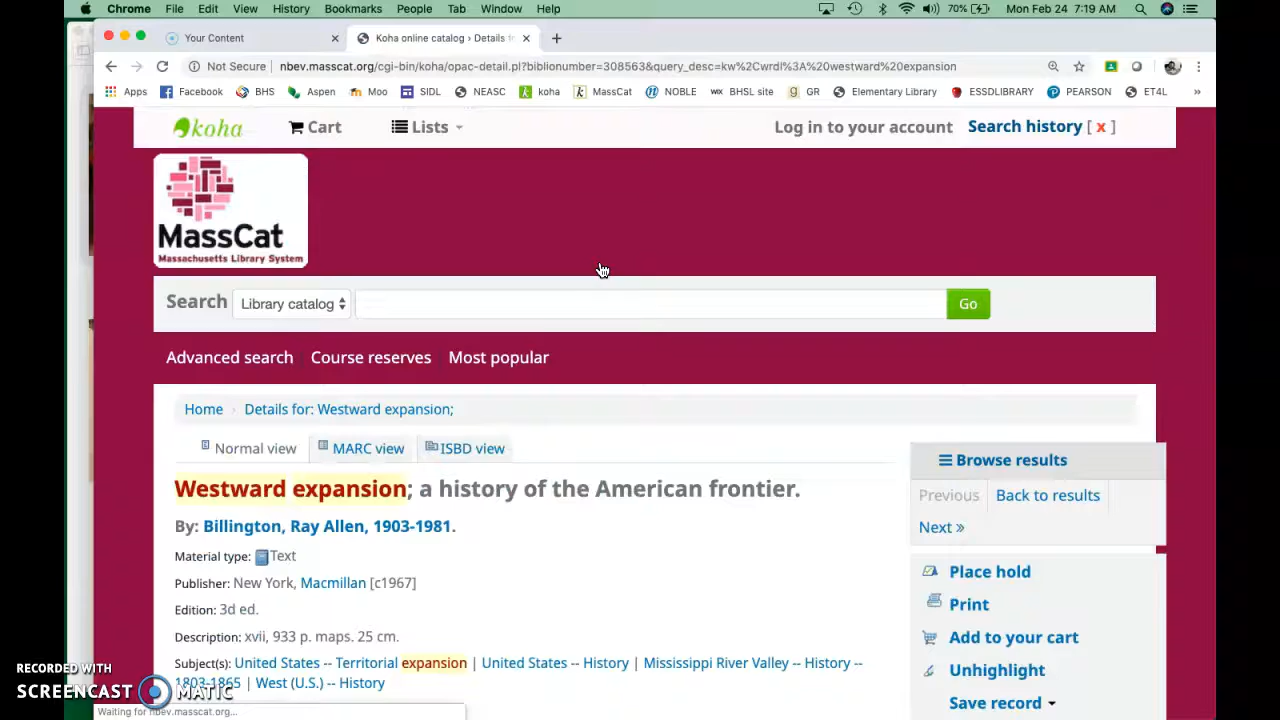 Chrome File Edit View History Bookmarks People Tab Window Help 70% Mon Feb 24 7:19 AM
Your Content × Koha online catalog › Details to × +
Not Secure nbev.masscat.org/cgi-bin/koha/opac-detail.pl?biblionumber=308563&query_desc=kw%2Cwrdl%3A%20westward%20expansion
Apps Facebook BHS Aspen Moo SIDL NEASC koha MassCat NOBLE BHSL site GR Elementary Library ESSDLIBRARY PEARSON ET4L »
koha Cart Lists Log in to your account Search history [ x ]
MassCat
Massachusetts Library System
Search Library catalog Go
Advanced search Course reserves Most popular
Home › Details for: Westward expansion;
Normal view MARC view ISBD view
Browse results
Westward expansion; a history of the American frontier.
Previous Back to results
By: Billington, Ray Allen, 1903-1981.
Next »
Material type: Text
Place hold
Publisher: New York, Macmillan [c1967]
Print
Edition: 3d ed.
Description: xvii, 933 p. maps. 25 cm.
Add to your cart
Subject(s): United States -- Territorial expansion | United States -- History | Mississippi River Valley -- History --
1803-1865 | West (U.S.) -- History
Unhighlight
Save record
RECORDED WITH
SCREENCAST MATIC
Waiting for nbev.masscat.org...